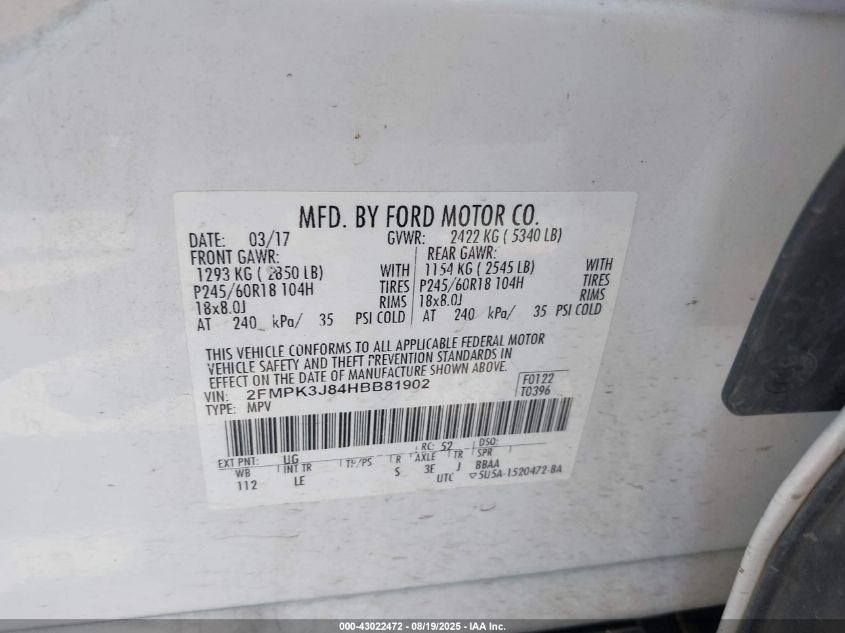 MFD. BY FORD MOTOR CO.
DATE: 03/17 GVWR: 2422 KG ( 5340 LB)
FRONT GAWR: REAR GAWR:
1293 KG ( 2850 LB) WITH 1154 KG ( 2545 LB) WITH
P245/60R18 104H TIRES P245/60R18 104H TIRES
18x8.0J RIMS 18x8.0J RIMS
AT 240 kPa/ 35 PSI COLD AT 240 kPa/ 35 PSI COLD
THIS VEHICLE CONFORMS TO ALL APPLICABLE FEDERAL MOTOR
VEHICLE SAFETY AND THEFT PREVENTION STANDARDS IN
EFFECT ON THE DATE OF MANUFACTURE SHOWN ABOVE.
VIN: 2FMPK3J84HBB81902 F0122
TYPE: MPV T0396
EXT PNT: UG RC: 52 DSO:
WB INT TR TP/PS R AXLE TR SPR
112 LE S 3E J BBAA
UTC 5U5A-1520472-BA
000-43022472 - 08/19/2025 - IAA Inc.